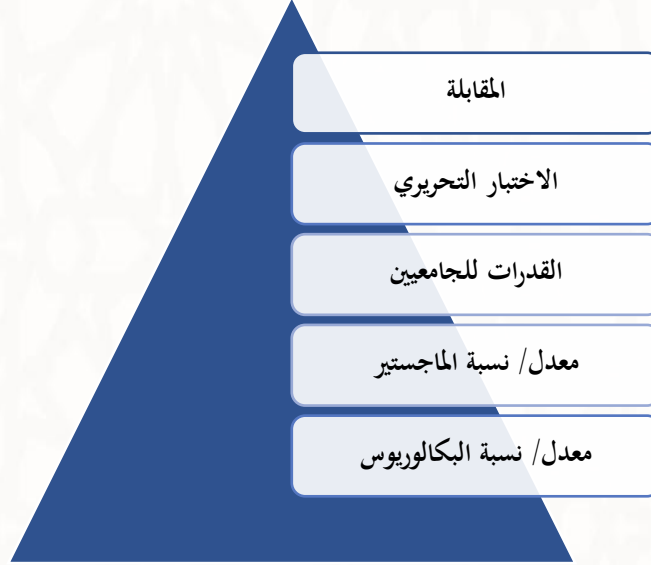 المقابلة
الاختبار التحريري
القدرات للجامعيين
معدل/ نسبة الماجستير
معدل/ نسبة البكالوريوس